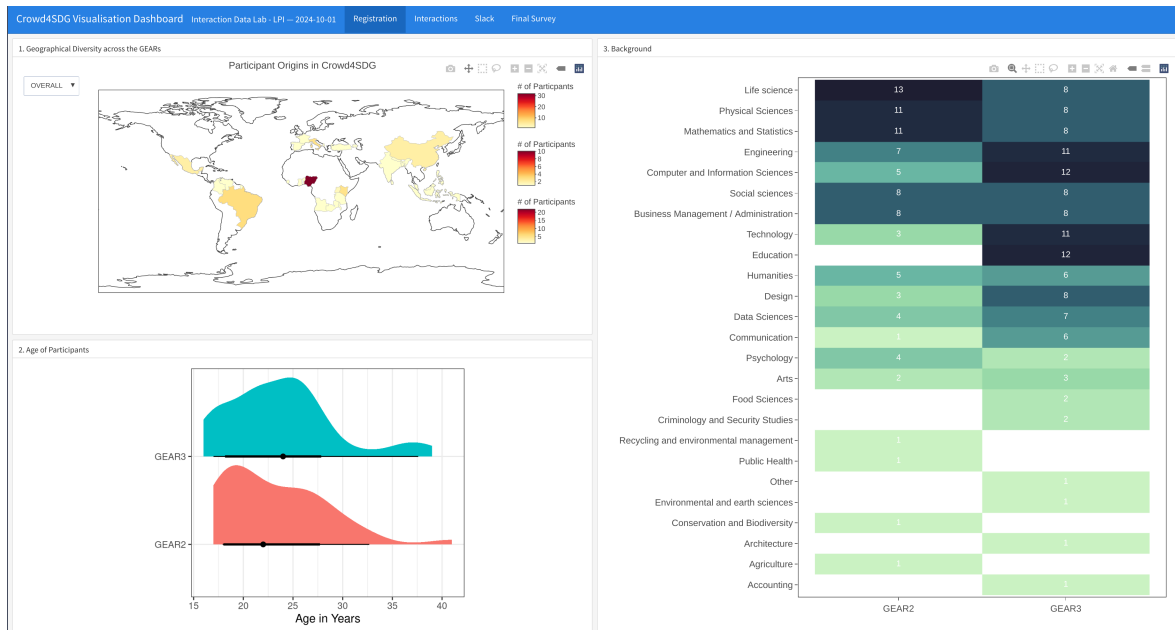 Crowd4SDG Visualisation Dashboard Interaction Data Lab - LPI — 2024-10-01 Registration Interactions Slack Final Survey
1. Geographical Diversity across the GEARs
Participant Origins in Crowd4SDG
OVERALL ▼
# of Participants
30
10
# of Participants
10
8
6
4
2
# of Participants
20
15
10
5
2. Age of Participants
GEAR3
GEAR2
15 20 25 30 35 40
Age in Years
3. Background
Life science 13 8
Physical Sciences 11 8
Mathematics and Statistics 11 8
Engineering 7 11
Computer and Information Sciences 5 12
Social sciences 8 8
Business Management / Administration 8 8
Technology 3 11
Education 12
Humanities 5 6
Design 3 8
Data Sciences 4 7
Communication 1 6
Psychology 4 2
Arts 2 3
Food Sciences 2
Criminology and Security Studies 2
Recycling and environmental management 1
Public Health 1
Other 1
Environmental and earth sciences 1
Conservation and Biodiversity 1
Architecture 1
Agriculture 1
Accounting 1
GEAR2 GEAR3